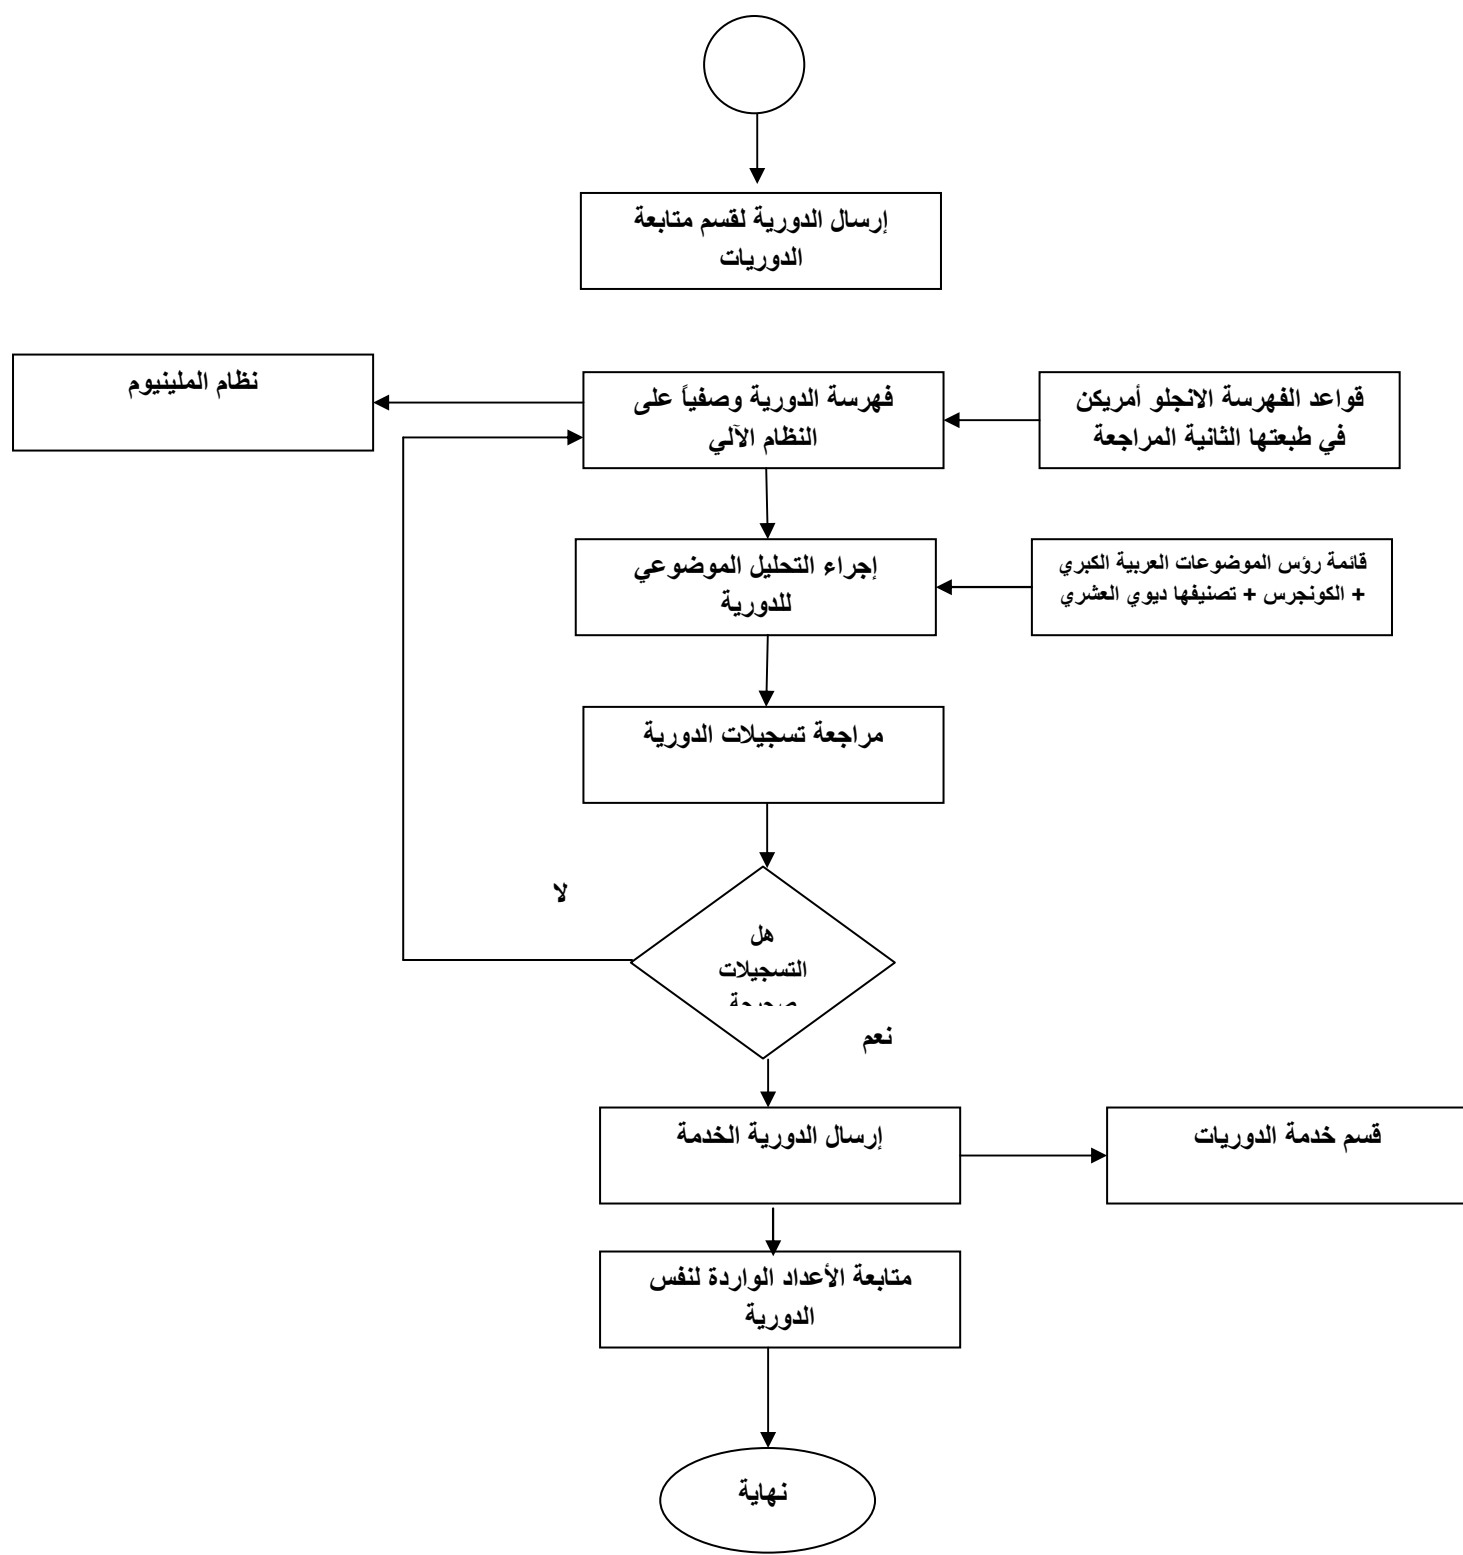 إرسال الدورية لقسم متابعة
الدوريات
قواعد الفهرسة الانجلو أمريكن
في طبعتها الثانية المراجعة
فهرسة الدورية وصفياً على
النظام الآلي
نظام الملينيوم
قائمة رؤس الموضوعات العربية الكبري
+ الكونجرس + تصنيفها ديوي العشري
إجراء التحليل الموضوعي
للدورية
مراجعة تسجيلات الدورية
لا
هل
التسجيلات
صحيحة
نعم
قسم خدمة الدوريات
إرسال الدورية الخدمة
متابعة الأعداد الواردة لنفس
الدورية
نهاية